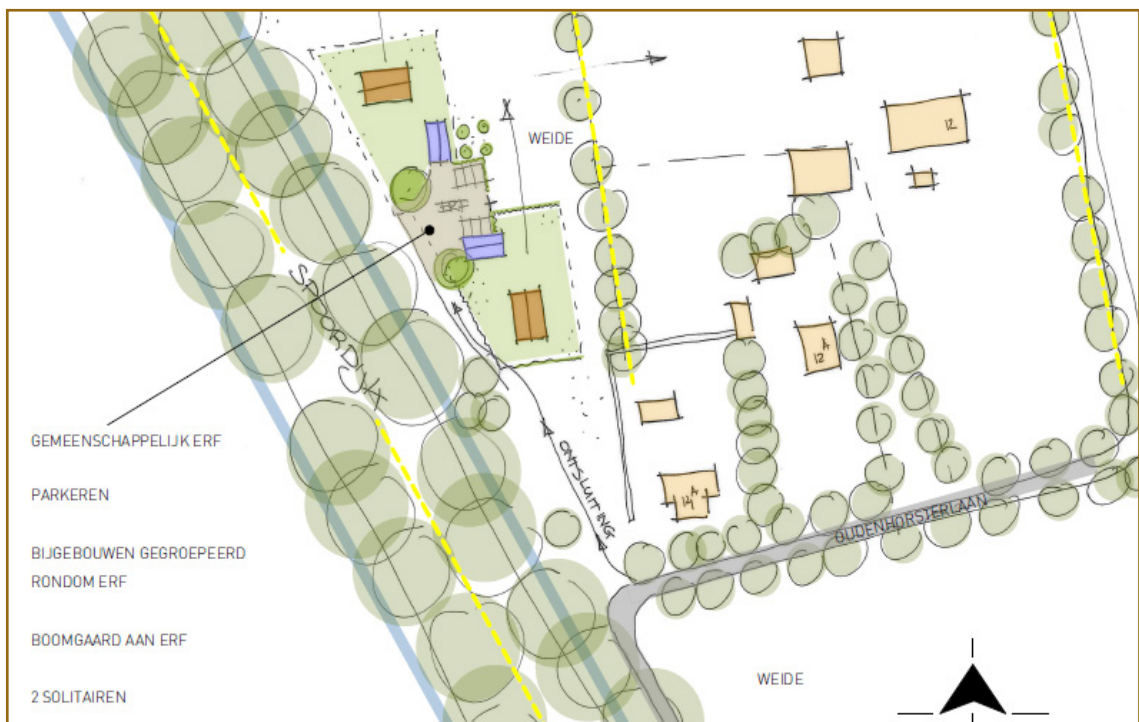 WEIDE
12
ERF
SPOORDIJK
12 A
GEMEENSCHAPPELIJK ERF
PARKEREN
ONTSLUITING
OUDENHORSTERLAAN
BIJGEBOUWEN GEGROEPEERD
RONDOM ERF
BOOMGAARD AAN ERF
WEIDE
2 SOLITAIREN